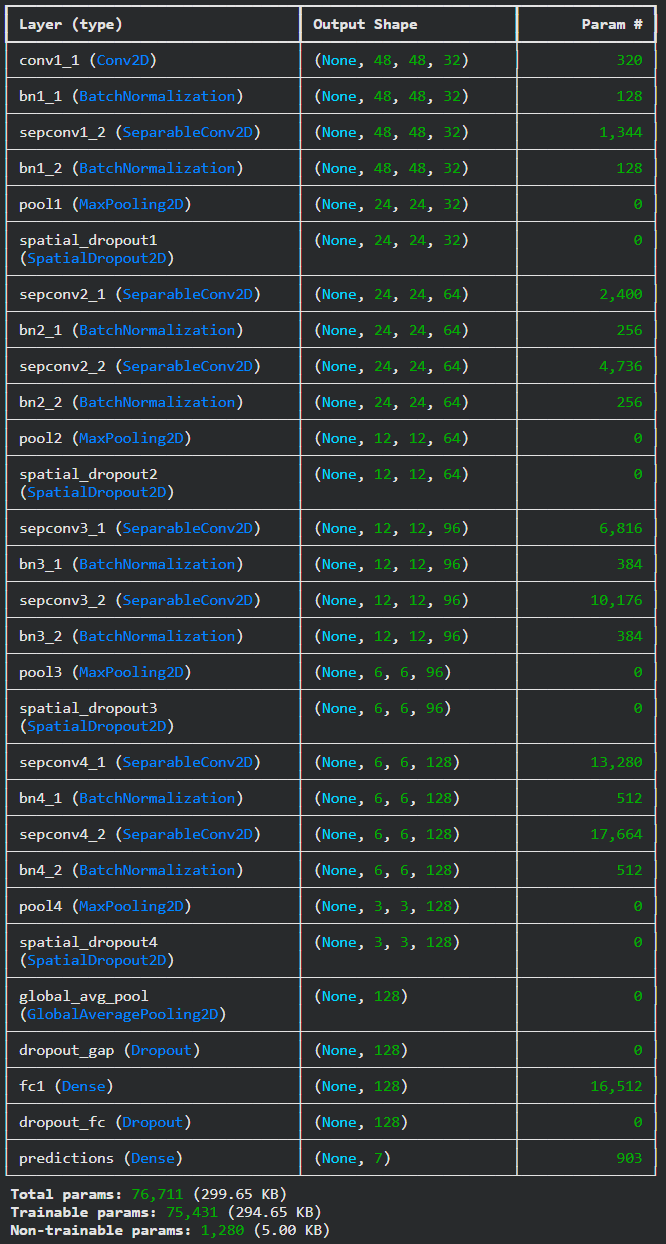 Layer (type) Output Shape Param #
conv1_1 (Conv2D) (None, 48, 48, 32) 320
bn1_1 (BatchNormalization) (None, 48, 48, 32) 128
sepconv1_2 (SeparableConv2D) (None, 48, 48, 32) 1,344
bn1_2 (BatchNormalization) (None, 48, 48, 32) 128
pool1 (MaxPooling2D) (None, 24, 24, 32) 0
spatial_dropout1 (None, 24, 24, 32) 0
(SpatialDropout2D)
sepconv2_1 (SeparableConv2D) (None, 24, 24, 64) 2,400
bn2_1 (BatchNormalization) (None, 24, 24, 64) 256
sepconv2_2 (SeparableConv2D) (None, 24, 24, 64) 4,736
bn2_2 (BatchNormalization) (None, 24, 24, 64) 256
pool2 (MaxPooling2D) (None, 12, 12, 64) 0
spatial_dropout2 (None, 12, 12, 64) 0
(SpatialDropout2D)
sepconv3_1 (SeparableConv2D) (None, 12, 12, 96) 6,816
bn3_1 (BatchNormalization) (None, 12, 12, 96) 384
sepconv3_2 (SeparableConv2D) (None, 12, 12, 96) 10,176
bn3_2 (BatchNormalization) (None, 12, 12, 96) 384
pool3 (MaxPooling2D) (None, 6, 6, 96) 0
spatial_dropout3 (None, 6, 6, 96) 0
(SpatialDropout2D)
sepconv4_1 (SeparableConv2D) (None, 6, 6, 128) 13,280
bn4_1 (BatchNormalization) (None, 6, 6, 128) 512
sepconv4_2 (SeparableConv2D) (None, 6, 6, 128) 17,664
bn4_2 (BatchNormalization) (None, 6, 6, 128) 512
pool4 (MaxPooling2D) (None, 3, 3, 128) 0
spatial_dropout4 (None, 3, 3, 128) 0
(SpatialDropout2D)
global_avg_pool (None, 128) 0
(GlobalAveragePooling2D)
dropout_gap (Dropout) (None, 128) 0
fc1 (Dense) (None, 128) 16,512
dropout_fc (Dropout) (None, 128) 0
predictions (Dense) (None, 7) 903
Total params: 76,711 (299.65 KB)
Trainable params: 75,431 (294.65 KB)
Non-trainable params: 1,280 (5.00 KB)